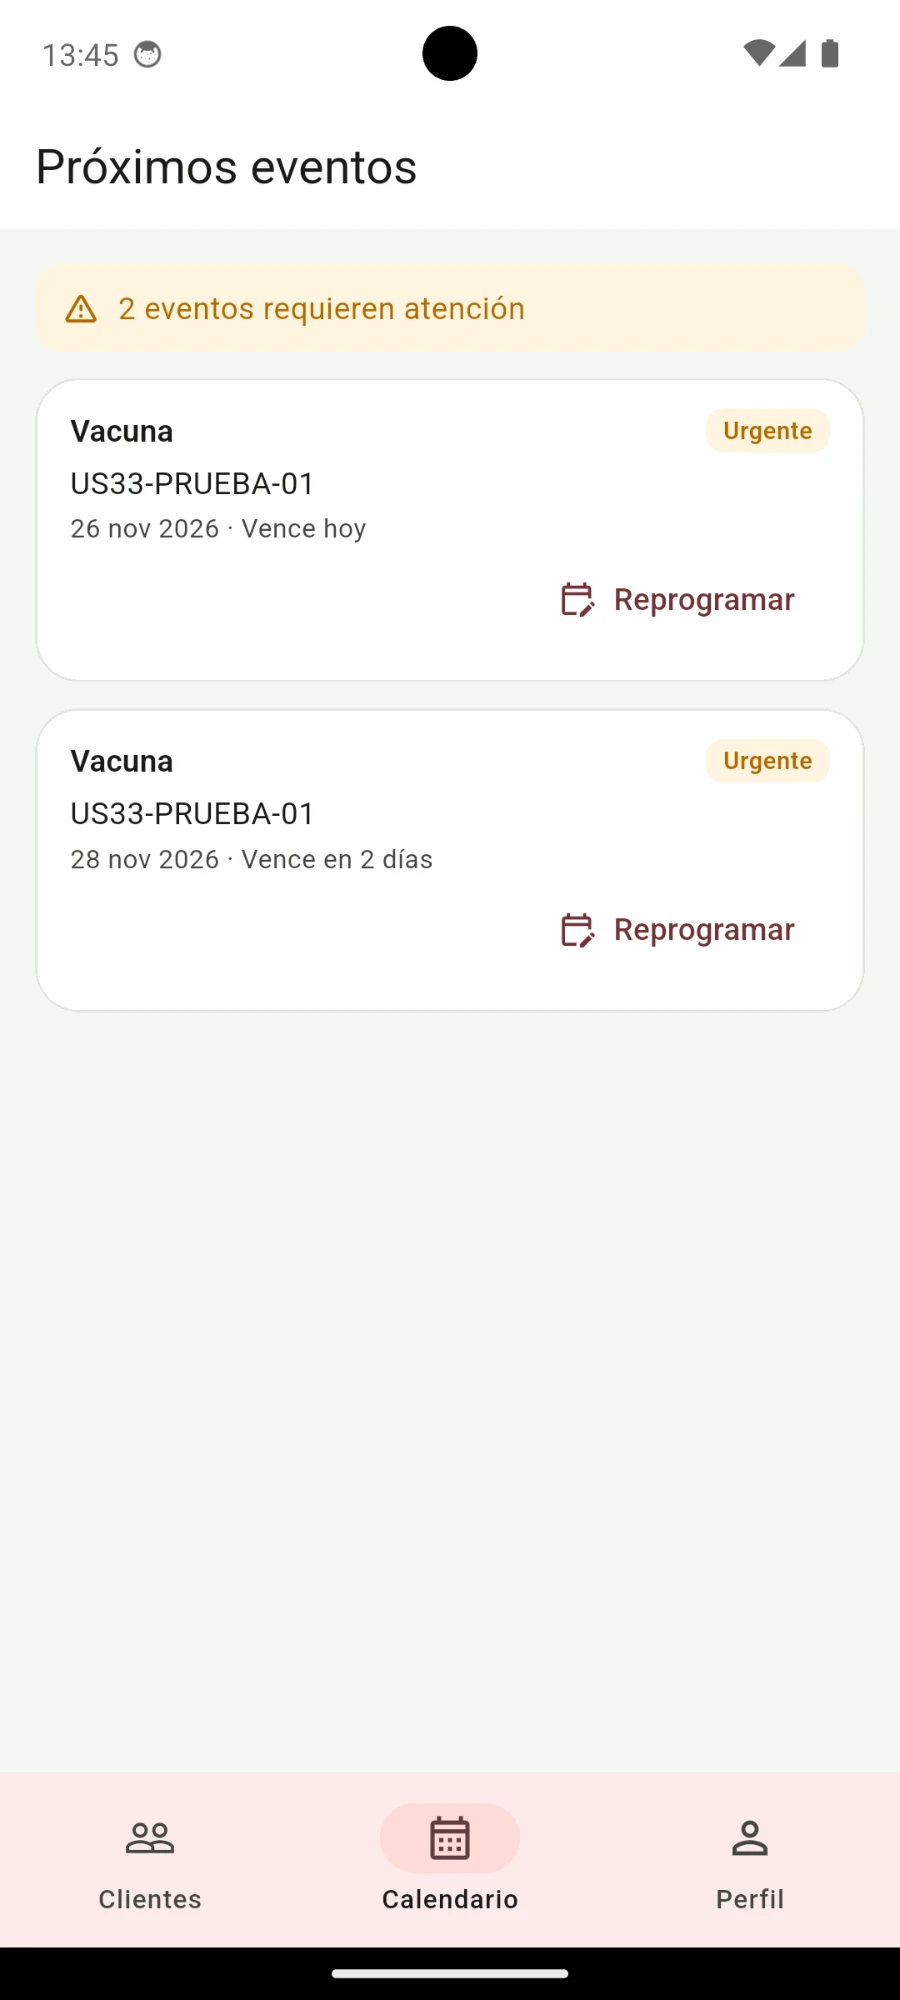 13:45
Próximos eventos
2 eventos requieren atención
Vacuna
Urgente
US33-PRUEBA-01
26 nov 2026 · Vence hoy
Reprogramar
Vacuna
Urgente
US33-PRUEBA-01
28 nov 2026 · Vence en 2 días
Reprogramar
Clientes
Calendario
Perfil